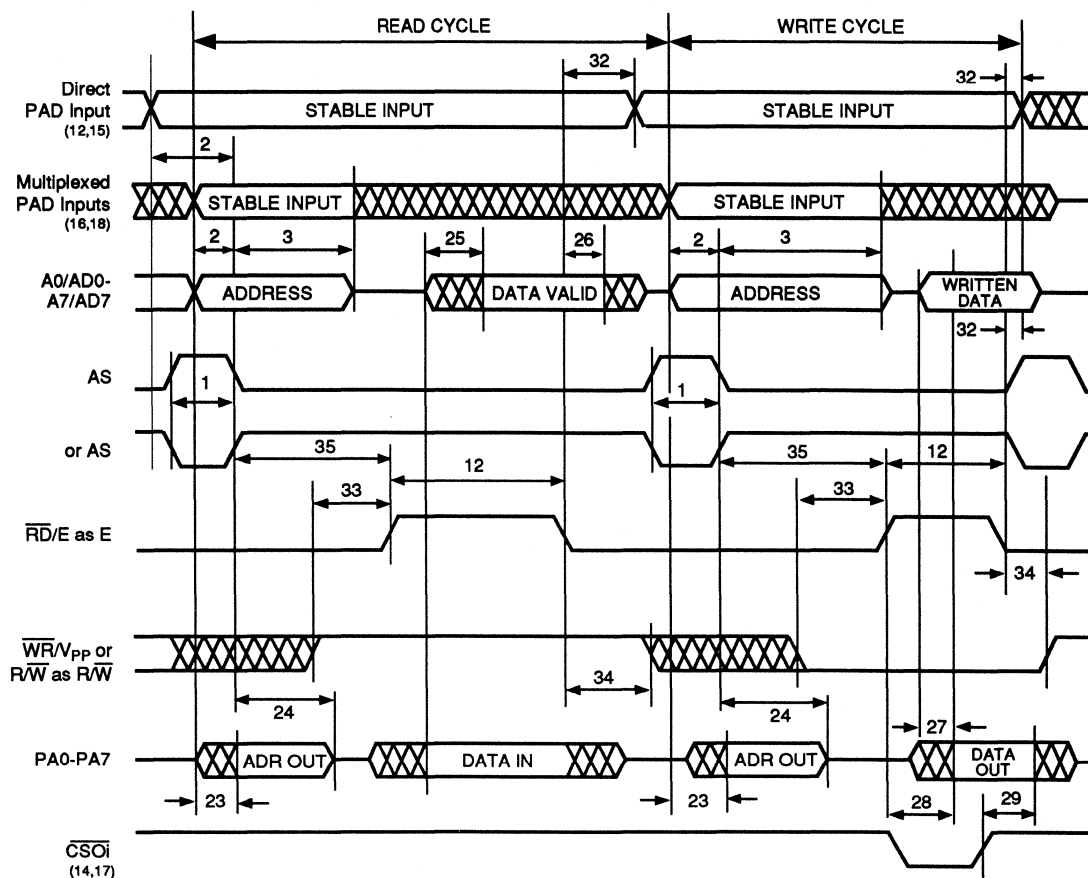 READ CYCLE
WRITE CYCLE
32
32
Direct
PAD Input
(12,15)
STABLE INPUT
STABLE INPUT
2
Multiplexed
PAD Inputs
(16,18)
STABLE INPUT
STABLE INPUT
2
3
25
26
2
3
A0/AD0-
A7/AD7
ADDRESS
DATA VALID
ADDRESS
WRITTEN
DATA
32
AS
1
1
or AS
35
12
35
12
33
33
RD/E as E
34
WR/VPP or
R/W as R/W
34
24
24
27
PA0-PA7
ADR OUT
DATA IN
ADR OUT
DATA
OUT
23
23
28
29
CSOi
(14,17)